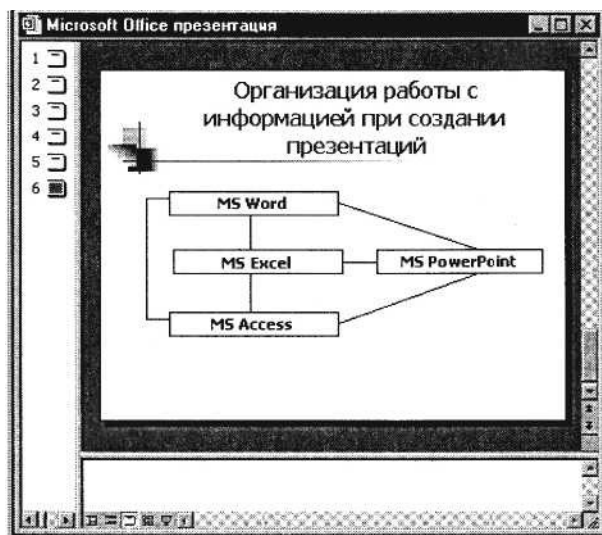 Microsoft Office презентация
1
2
3
4
5
6
Организация работы с
информацией при создании
презентаций
MS Word
MS Excel
MS PowerPoint
MS Access